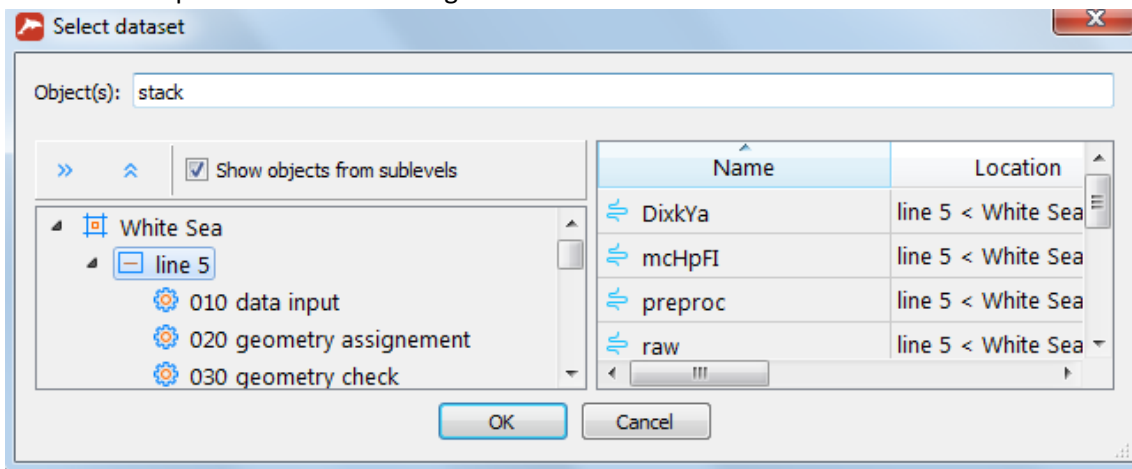 Select dataset
Object(s): stack
Show objects from sublevels
White Sea
line 5
010 data input
020 geometry assignement
030 geometry check
Name Location
DixkYa line 5 < White Sea
mcHpFI line 5 < White Sea
preproc line 5 < White Sea
raw line 5 < White Sea
OK Cancel